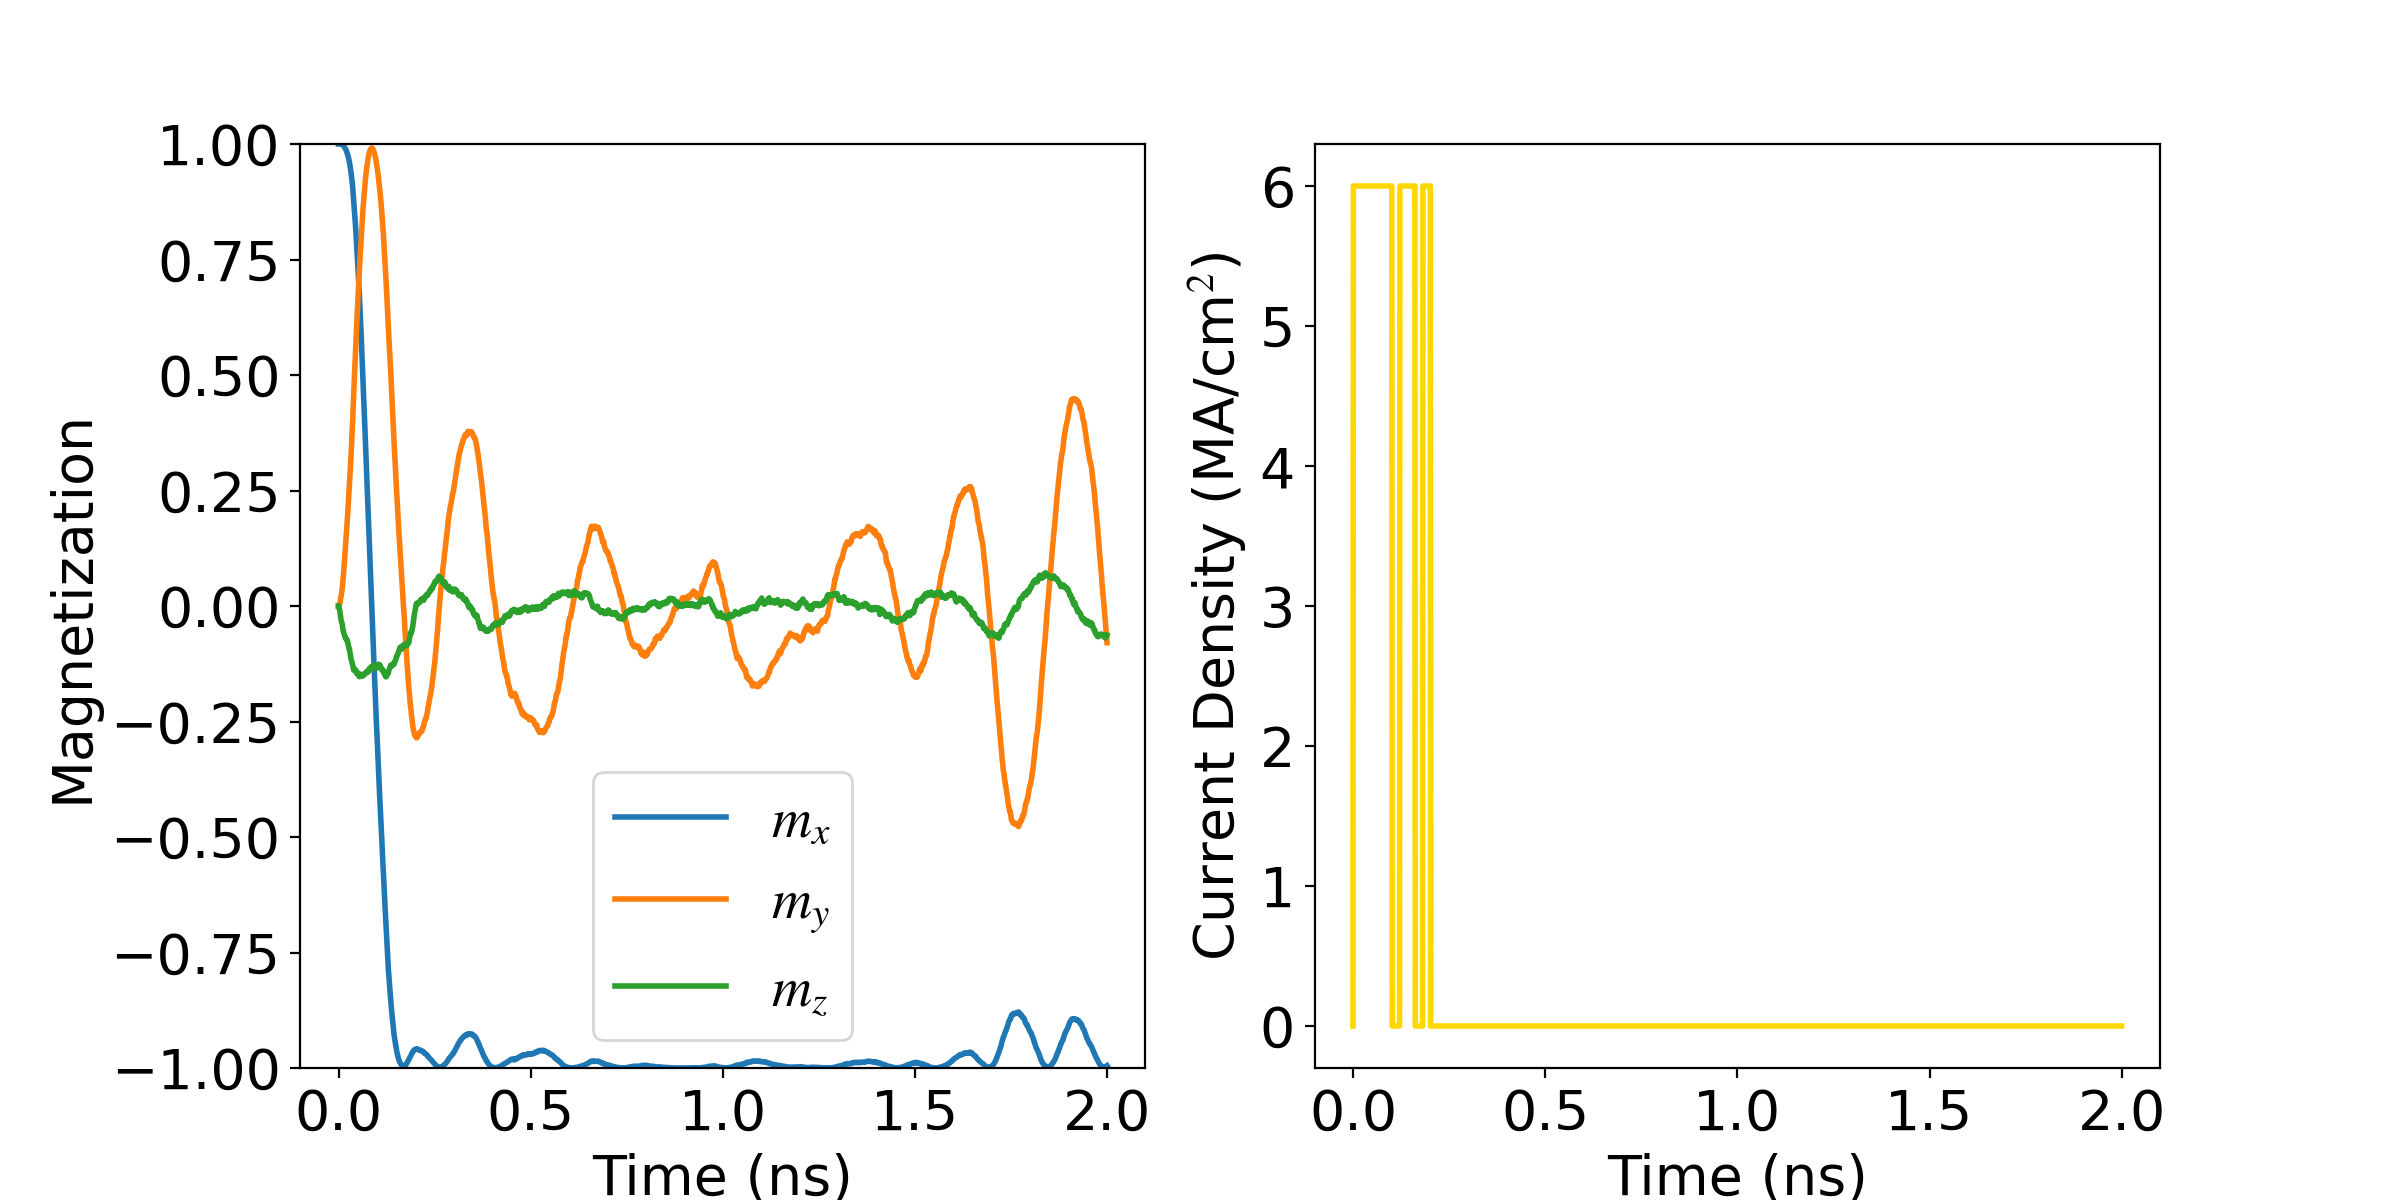 1.00
0.75
0.50
0.25
0.00
−0.25
−0.50
−0.75
−1.00
Magnetization
0.0 0.5 1.0 1.5 2.0
Time (ns)
m_x
m_y
m_z
6
5
4
3
2
1
0
Current Density (MA/cm²)
0.0 0.5 1.0 1.5 2.0
Time (ns)